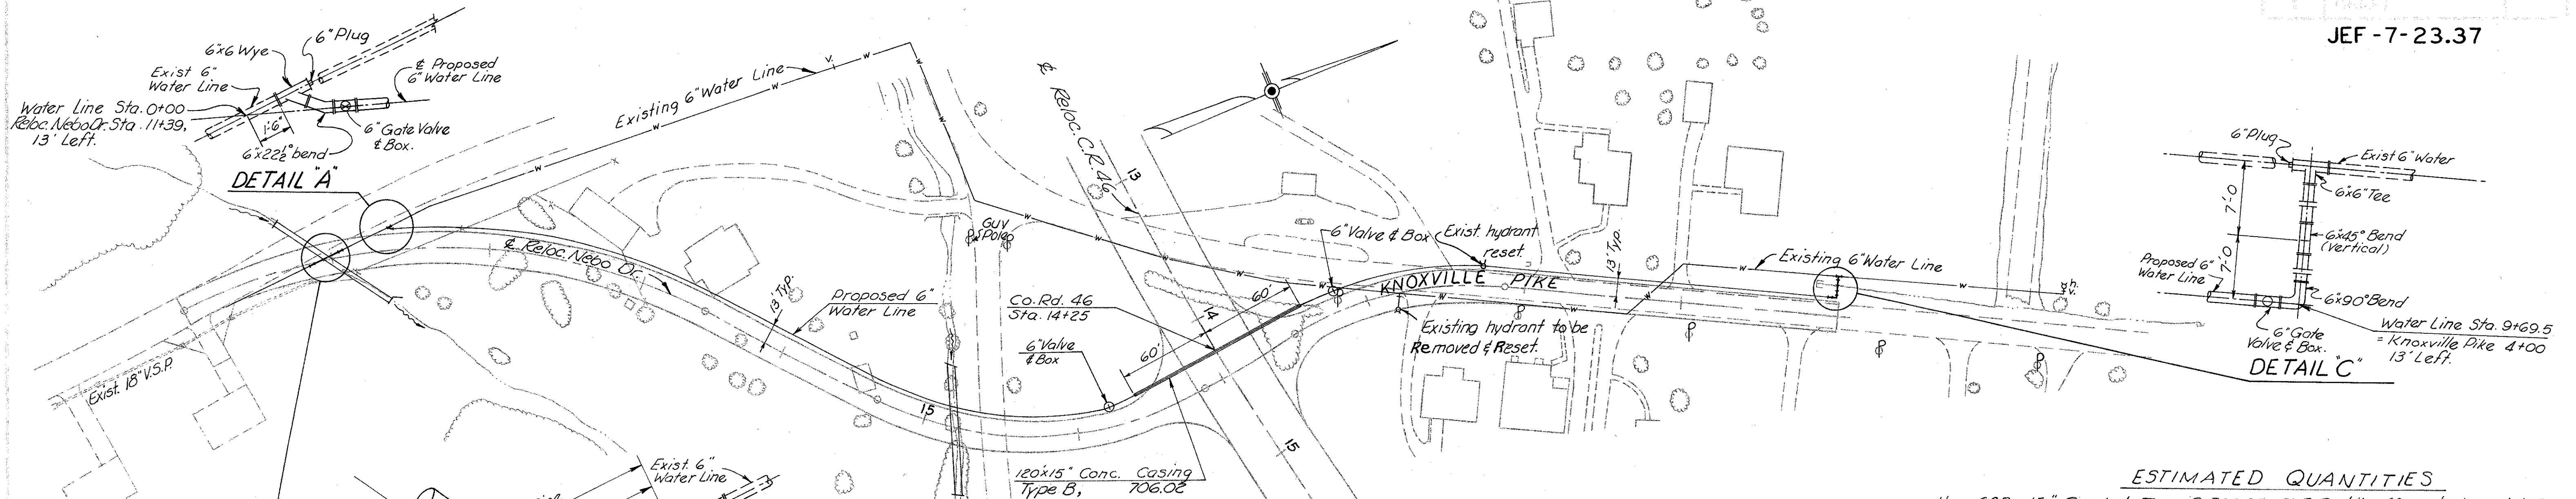 JEF-7-23.37
6"x6 Wye
6" Plug
Exist 6"
Water Line
℄ Proposed
6" Water Line
Water Line Sta. 0+00
Reloc. Nebo Dr. Sta. 11+39,
13' Left.
1'-6"
6" Gate Valve
& Box.
6"x22½° bend
DETAIL "A"
Existing 6" Water Line
W
W
V.
W
W
W
℄ Reloc. C.R. 46
13
GUY
Pole
W
W
W
W
℄ Reloc. Nebo Dr.
13' Typ.
Proposed 6"
Water Line
Exist. 18" V.S.P.
15
Co. Rd. 46
Sta. 14+25
6" Valve
& Box
60'
14
60'
15
120'x15" Conc. Casing
Type B, 706.02
6" Valve & Box
Exist. hydrant
reset.
KNOXVILLE PIKE
13' Typ.
Existing hydrant to be
Removed & Reset.
W
W
W
Existing 6" Water Line
W
h.
v.
6" Plug
Exist 6" Water
6x6" Tee
7'-0
6x45° Bend
(Vertical)
7'-0
Proposed 6"
Water Line
6x90° Bend
6" Gate
Valve & Box.
Water Line Sta. 9+69.5
= Knoxville Pike 4+00
13' Left.
DETAIL "C"
Exist. 6"
Water Line
ESTIMATED QUANTITIES